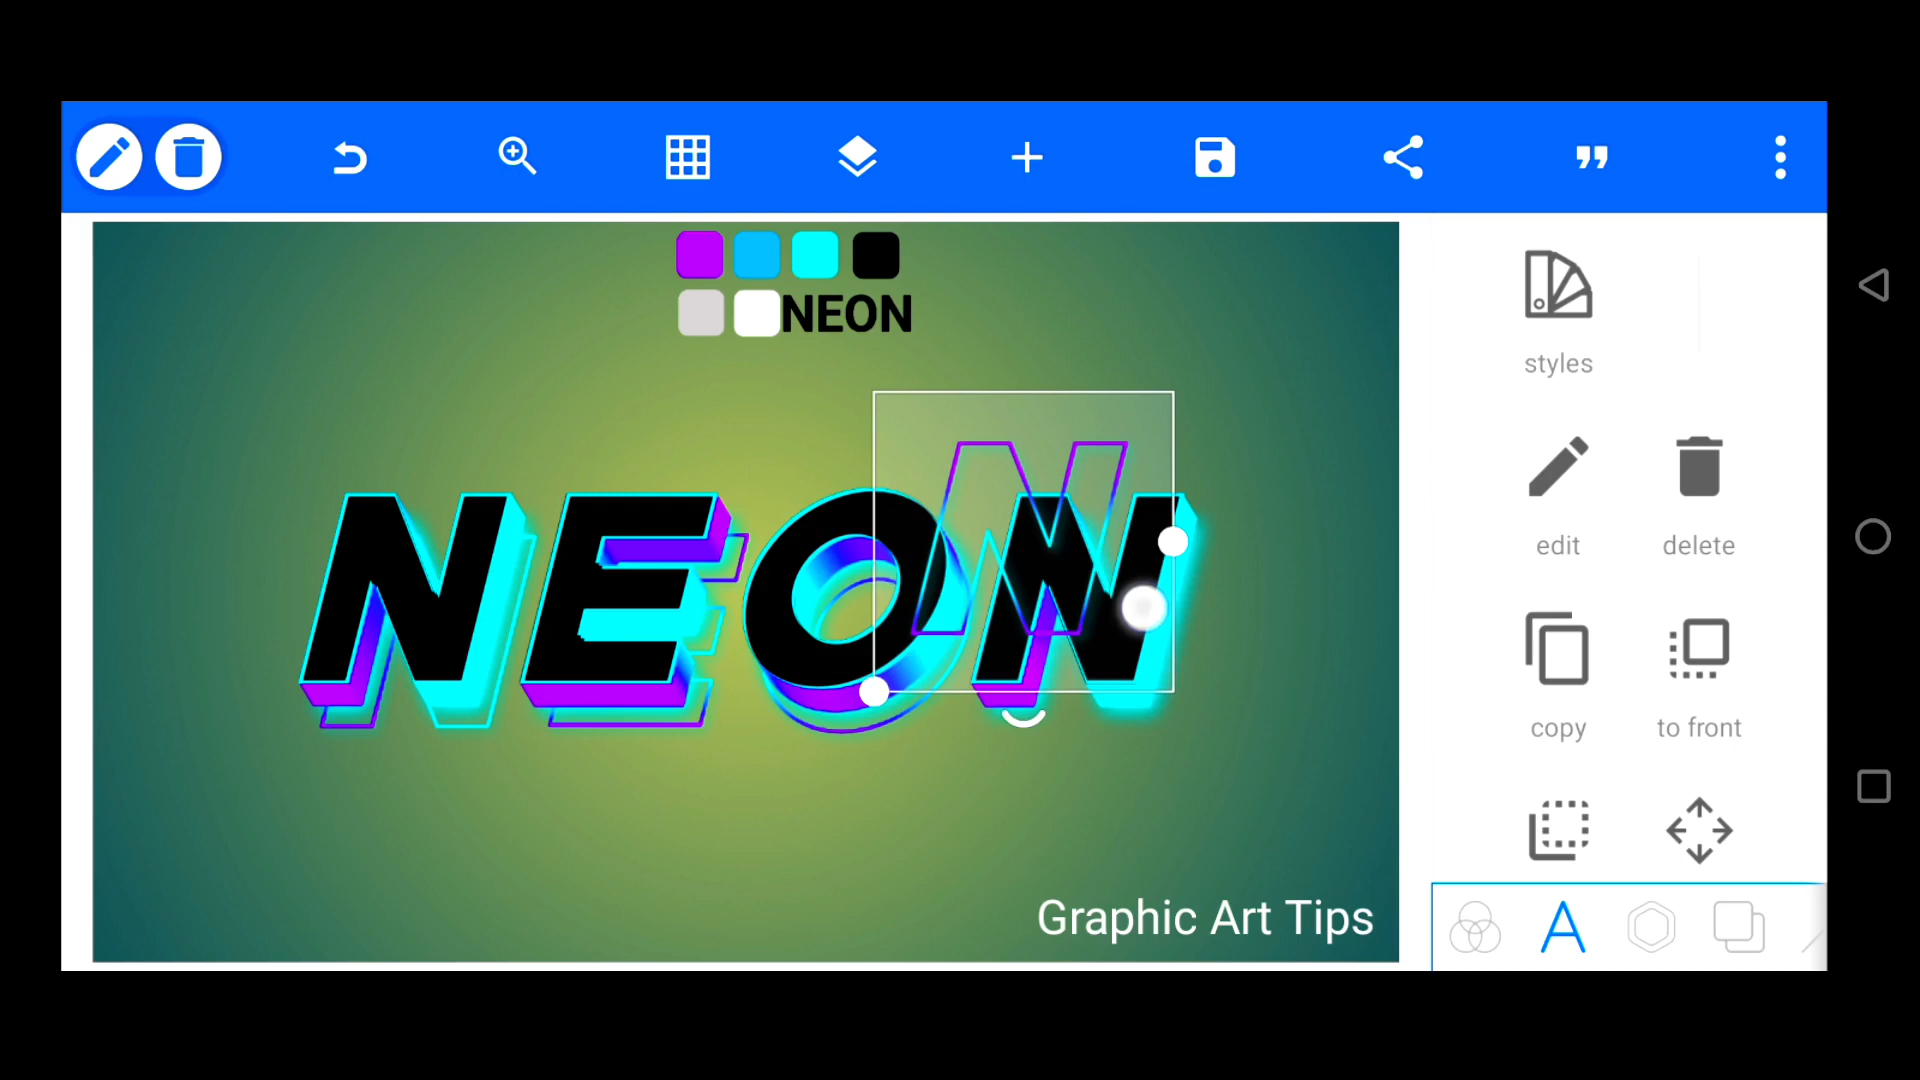 NEON
NEON
N
Graphic Art Tips
styles
edit
delete
copy
to front
A